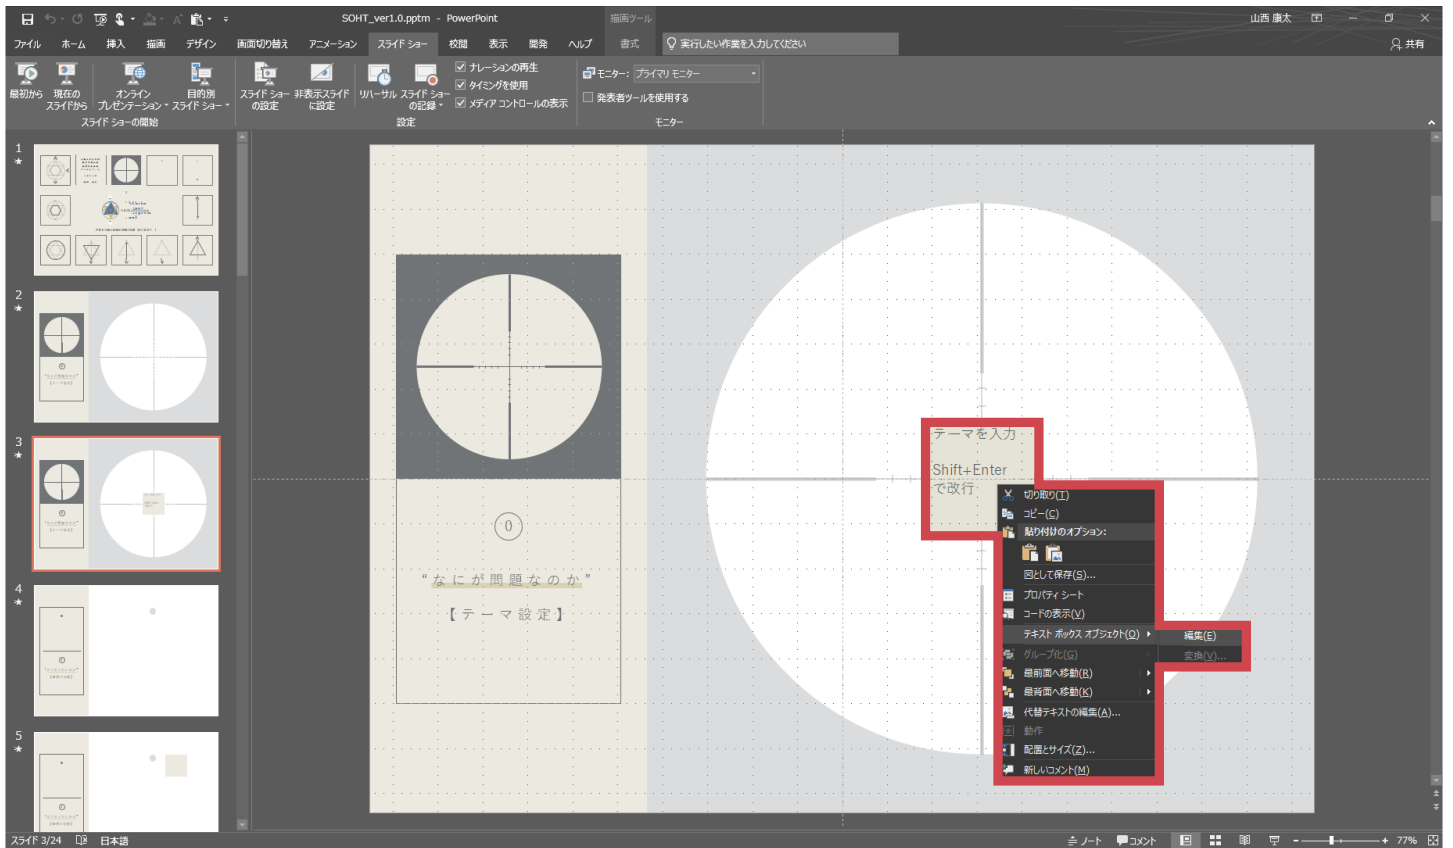 SOHT_ver1.0.pptm - PowerPoint
描画ツール
山西 康太
ファイル ホーム 挿入 描画 デザイン 画面切り替え アニメーション スライド ショー 校閲 表示 開発 ヘルプ 書式 実行したい作業を入力してください 共有
最初から
現在の
スライドから
オンライン
プレゼンテーション
目的別
スライド ショー
スライド ショーの開始
スライド ショー
の設定
非表示スライド
に設定
リハーサル
スライド ショー
の記録
ナレーションの再生
タイミングを使用
メディア コントロールの表示
設定
モニター: プライマリ モニター
発表者ツールを使用する
モニター
1
2
3
4
5
0
"なにが問題なのか"
【テーマ設定】
テーマを入力
Shift+Enter
で改行
切り取り(T)
コピー(C)
貼り付けのオプション:
図として保存(S)...
プロパティ シート
コードの表示(V)
テキスト ボックス オブジェクト(O)
編集(E)
変換(V)...
グループ化(G)
最前面へ移動(R)
最背面へ移動(K)
代替テキストの編集(A)...
動作
配置とサイズ(Z)...
新しいコメント(M)
スライド 3/24 日本語 ノート コメント 77%